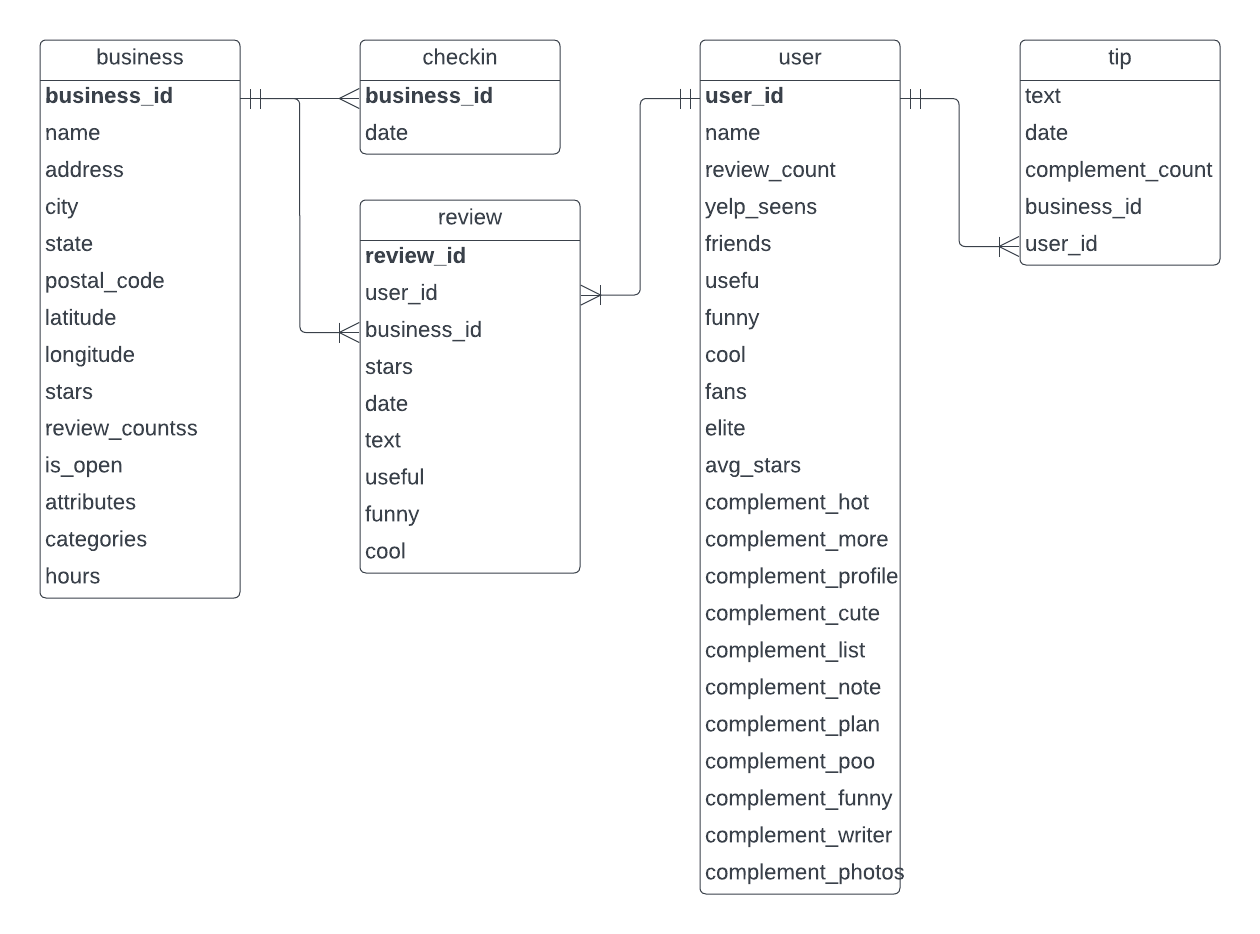 business
business_id
name
address
city
state
postal_code
latitude
longitude
stars
review_countss
is_open
attributes
categories
hours
checkin
business_id
date
review
review_id
user_id
business_id
stars
date
text
useful
funny
cool
user
user_id
name
review_count
yelp_seens
friends
usefu
funny
cool
fans
elite
avg_stars
complement_hot
complement_more
complement_profile
complement_cute
complement_list
complement_note
complement_plan
complement_poo
complement_funny
complement_writer
complement_photos
tip
text
date
complement_count
business_id
user_id